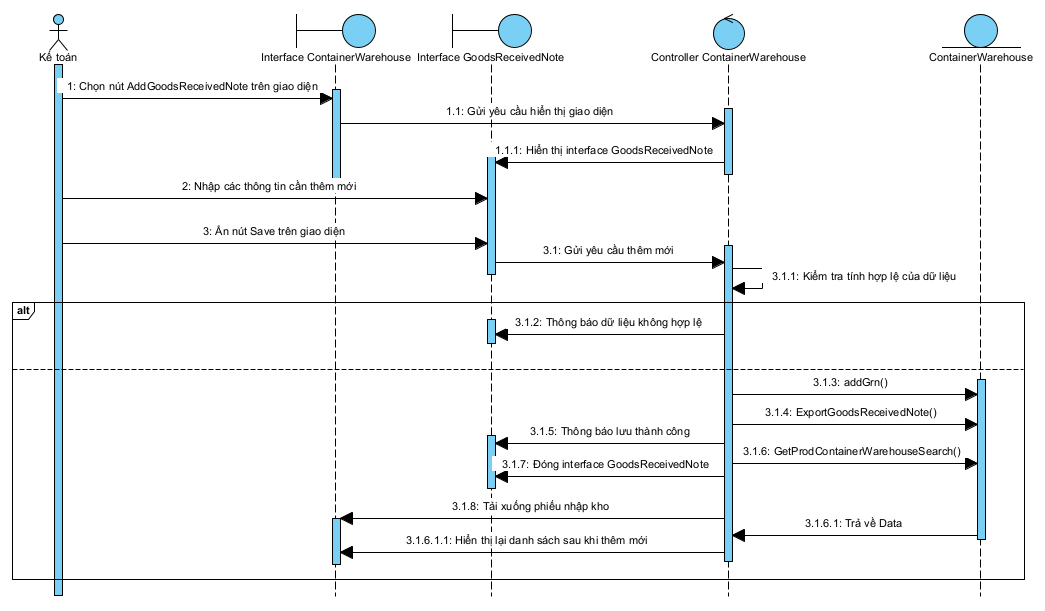 Kế toán
Interface ContainerWarehouse
Interface GoodsReceivedNote
Controller ContainerWarehouse
ContainerWarehouse
1: Chọn nút AddGoodsReceivedNote trên giao diện
1.1: Gửi yêu cầu hiển thị giao diện
1.1.1: Hiển thị interface GoodsReceivedNote
2: Nhập các thông tin cần thêm mới
3: Ấn nút Save trên giao diện
3.1: Gửi yêu cầu thêm mới
3.1.1: Kiểm tra tính hợp lệ của dữ liệu
alt
3.1.2: Thông báo dữ liệu không hợp lệ
3.1.3: addGrn()
3.1.4: ExportGoodsReceivedNote()
3.1.5: Thông báo lưu thành công
3.1.6: GetProdContainerWarehouseSearch()
3.1.7: Đóng interface GoodsReceivedNote
3.1.8: Tải xuống phiếu nhập kho
3.1.6.1: Trả về Data
3.1.6.1.1: Hiển thị lại danh sách sau khi thêm mới